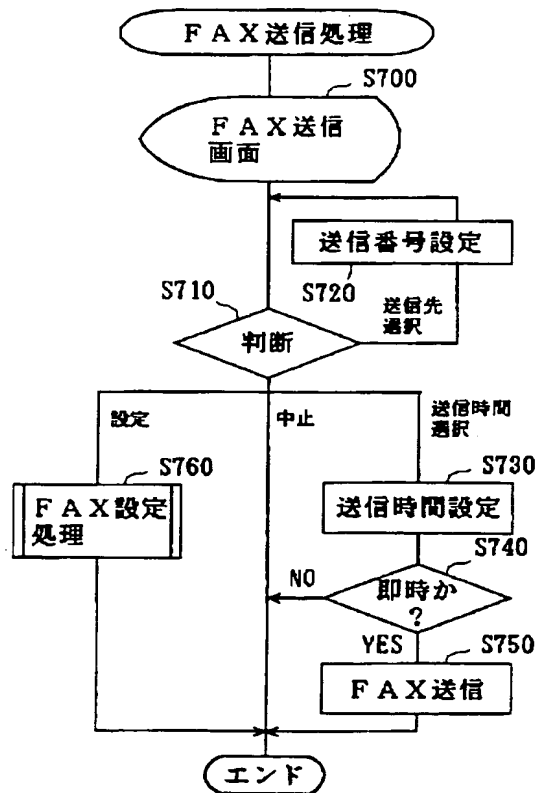 FAX送信処理
S700
FAX送信
画面
送信番号設定
S720
S710
送信先
選択
判断
設定
中止
送信時間
選択
S760
S730
FAX設定
処理
送信時間設定
S740
NO
即時か
?
YES
S750
FAX送信
エンド